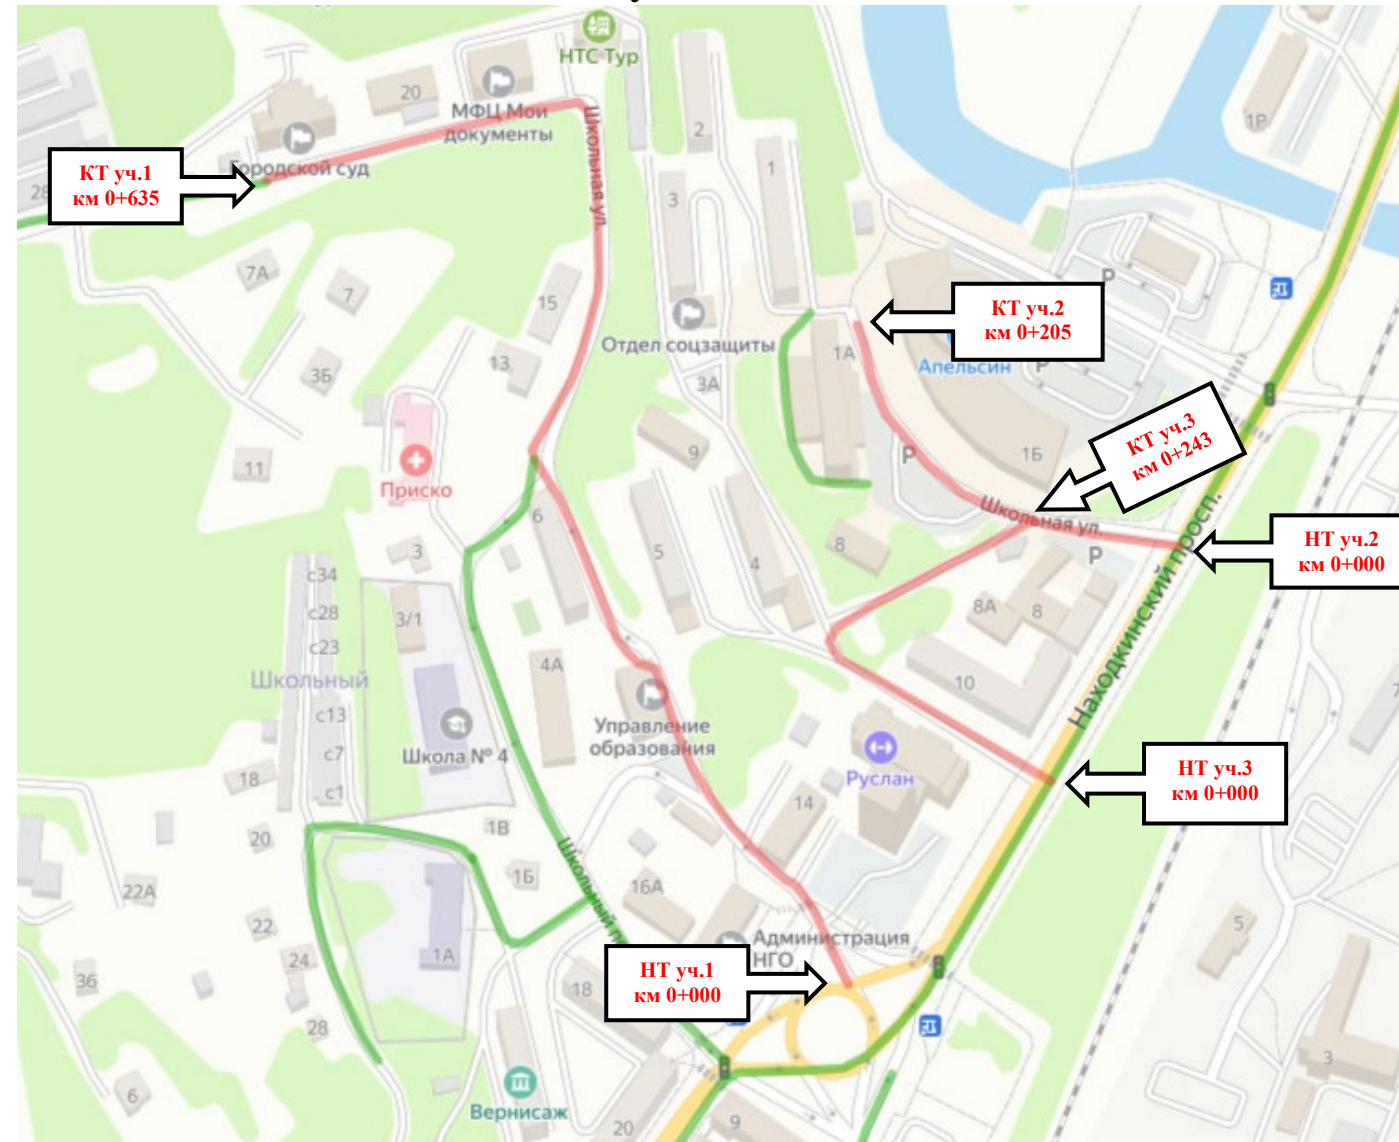 НТС Тур
20
МФЦ Мои
документы
Школьная ул.
2
1Р
1
КТ уч.1
км 0+635
Городской суд
28
3
7А
7
15
Р
КТ уч.2
км 0+205
Отдел соцзащиты
1А
Апельсин
Р
13
3Б
3А
КТ уч.3
км 0+243
9
Р
1Б
11
Приско
Школьная ул.
6
5
4
8
Р
НТ уч.2
км 0+000
3
с34
с28
с23
3/1
8А
8
Школьный
4А
10
Находкинский просп.
с13
с7
с1
Школа № 4
Управление
образования
Руслан
НТ уч.3
км 0+000
18
14
20
1В
1Б
16А
22А
22
Школьный п
5
Администрация
НГО
24
1А
НТ уч.1
км 0+000
36
18
28
3
6
Вернисаж
20
9